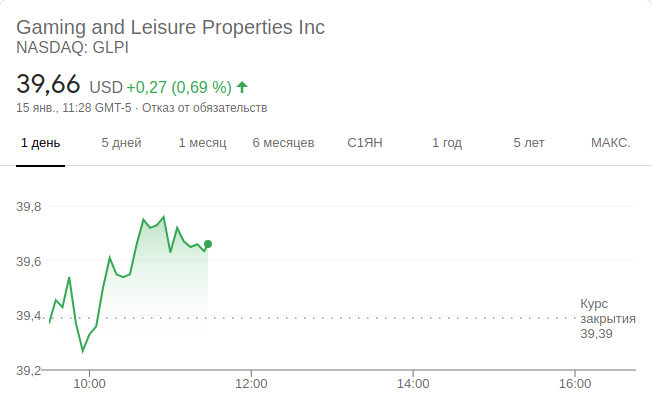 Gaming and Leisure Properties Inc
NASDAQ: GLPI
39,66 USD +0,27 (0,69 %)
15 янв., 11:28 GMT-5 · Отказ от обязательств
1 день 5 дней 1 месяц 6 месяцев С1ЯН 1 год 5 лет МАКС.
39,8
39,6
39,4
39,2
Курс
закрытия
39,39
10:00 12:00 14:00 16:00